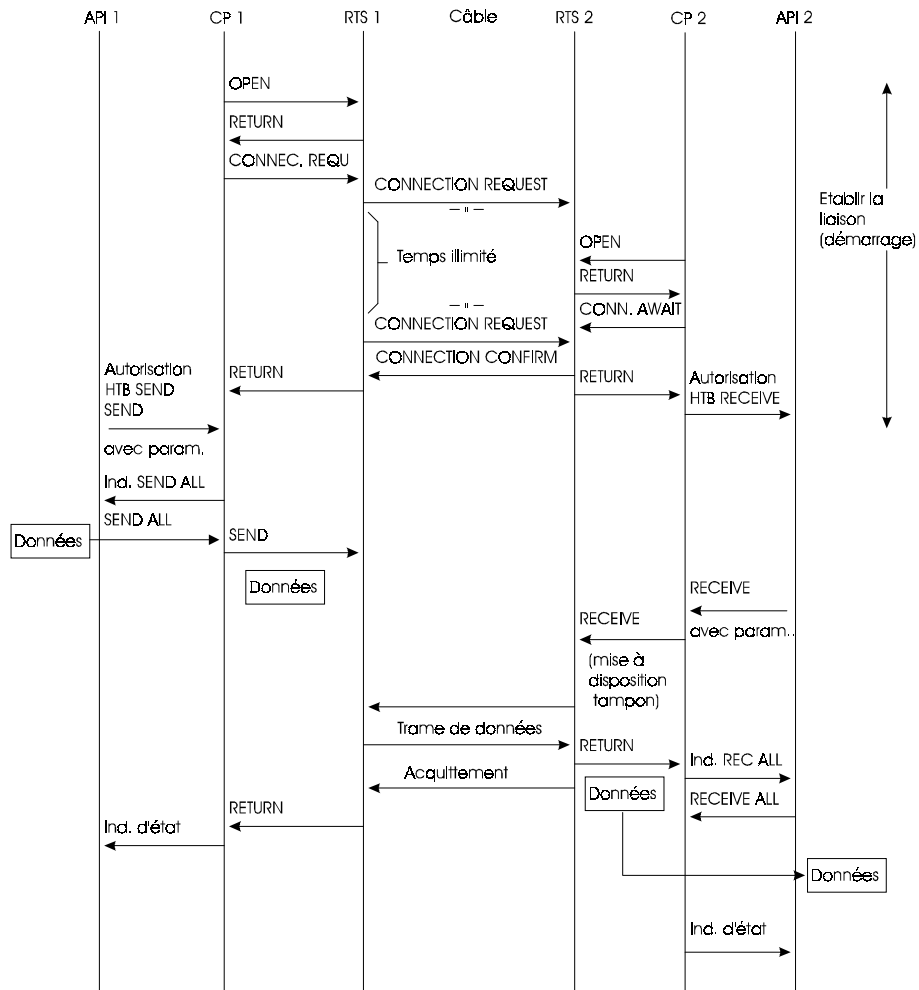 API 1 CP 1 RTS 1 Câble RTS 2 CP 2 API 2
OPEN
RETURN
CONNEC. REQU
CONNECTION REQUEST
— " —
Etablir la
liaison
(démarrage)
OPEN
Temps illimité
RETURN
— " —
CONN. AWAIT
CONNECTION REQUEST
CONNECTION CONFIRM
Autorisation
HTB SEND
SEND
RETURN
RETURN
Autorisation
HTB RECEIVE
avec param.
Ind. SEND ALL
SEND ALL
Données
SEND
Données
RECEIVE
avec param..
RECEIVE
(mise à
disposition
tampon)
Trame de données
RETURN
Ind. REC ALL
Acquittement
Données
RECEIVE ALL
RETURN
Ind. d'état
Données
Ind. d'état